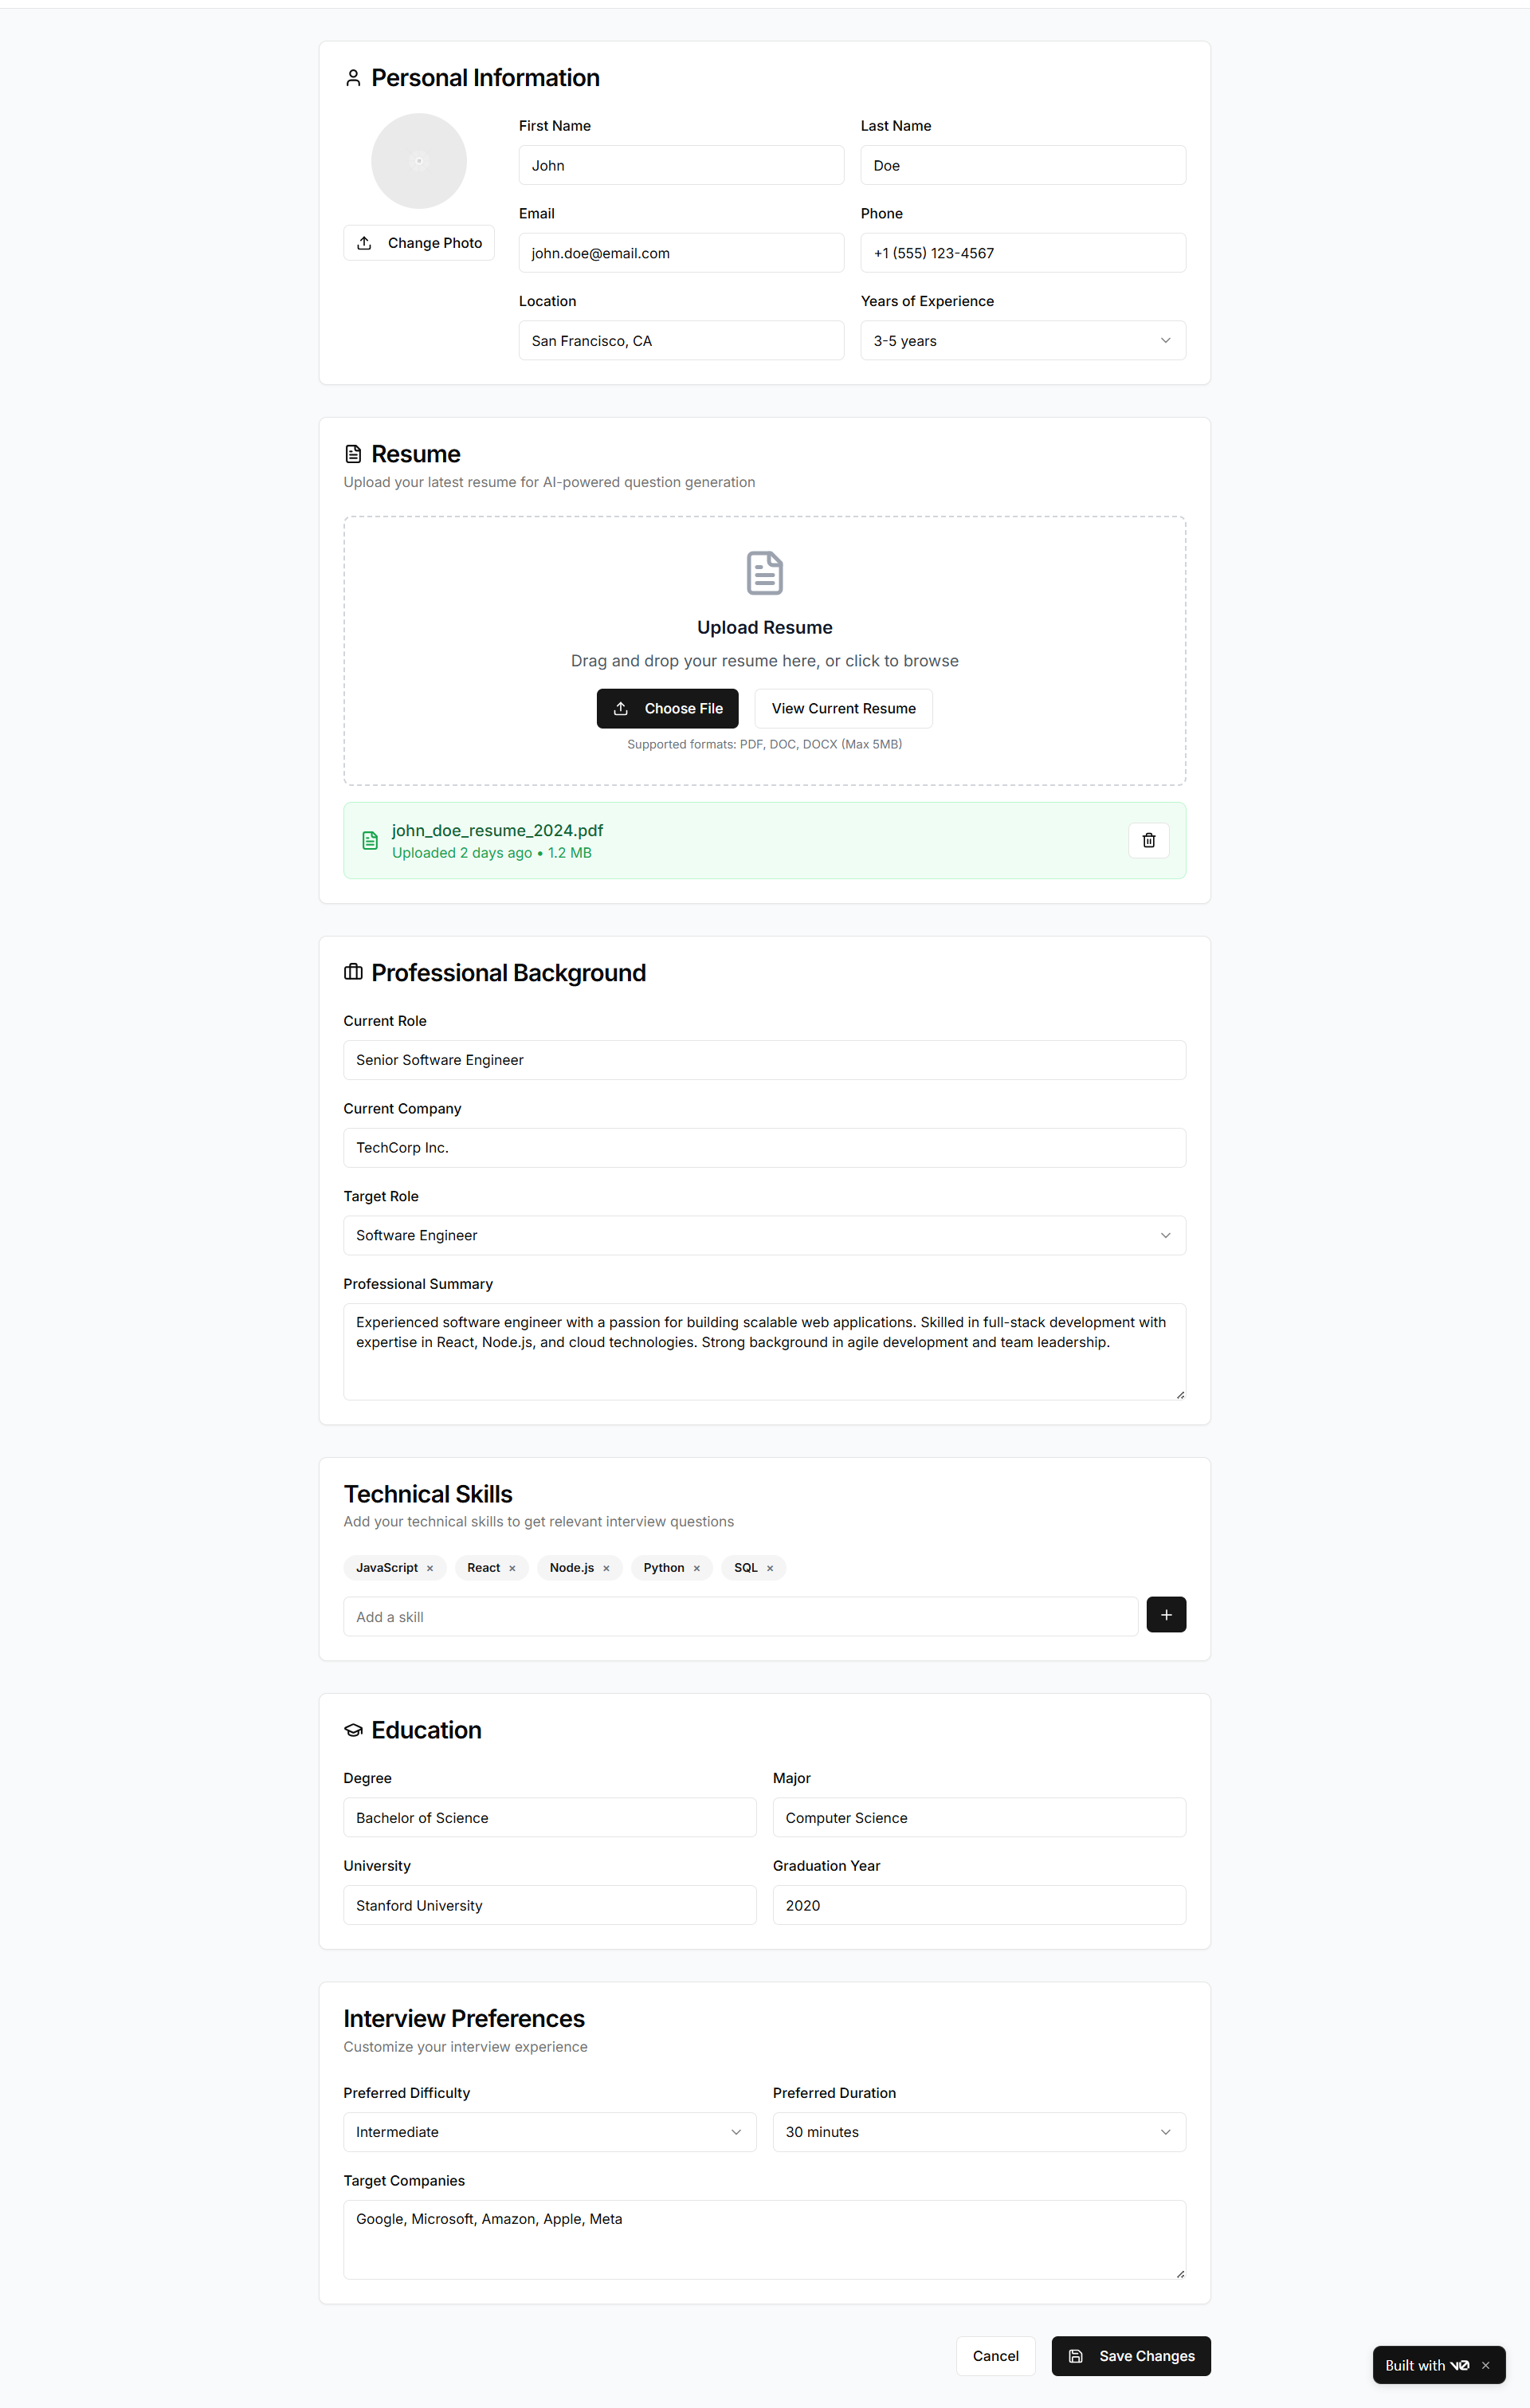 Personal Information
Change Photo
First Name
Last Name
John
Doe
Email
Phone
john.doe@email.com
+1 (555) 123-4567
Location
Years of Experience
San Francisco, CA
3-5 years
Resume
Upload your latest resume for AI-powered question generation
Upload Resume
Drag and drop your resume here, or click to browse
Choose File
View Current Resume
Supported formats: PDF, DOC, DOCX (Max 5MB)
john_doe_resume_2024.pdf
Uploaded 2 days ago • 1.2 MB
Professional Background
Current Role
Senior Software Engineer
Current Company
TechCorp Inc.
Target Role
Software Engineer
Professional Summary
Experienced software engineer with a passion for building scalable web applications. Skilled in full-stack development with
expertise in React, Node.js, and cloud technologies. Strong background in agile development and team leadership.
Technical Skills
Add your technical skills to get relevant interview questions
JavaScript ×
React ×
Node.js ×
Python ×
SQL ×
Add a skill
Education
Degree
Major
Bachelor of Science
Computer Science
University
Graduation Year
Stanford University
2020
Interview Preferences
Customize your interview experience
Preferred Difficulty
Preferred Duration
Intermediate
30 minutes
Target Companies
Google, Microsoft, Amazon, Apple, Meta
Cancel
Save Changes
Built with v0 ×